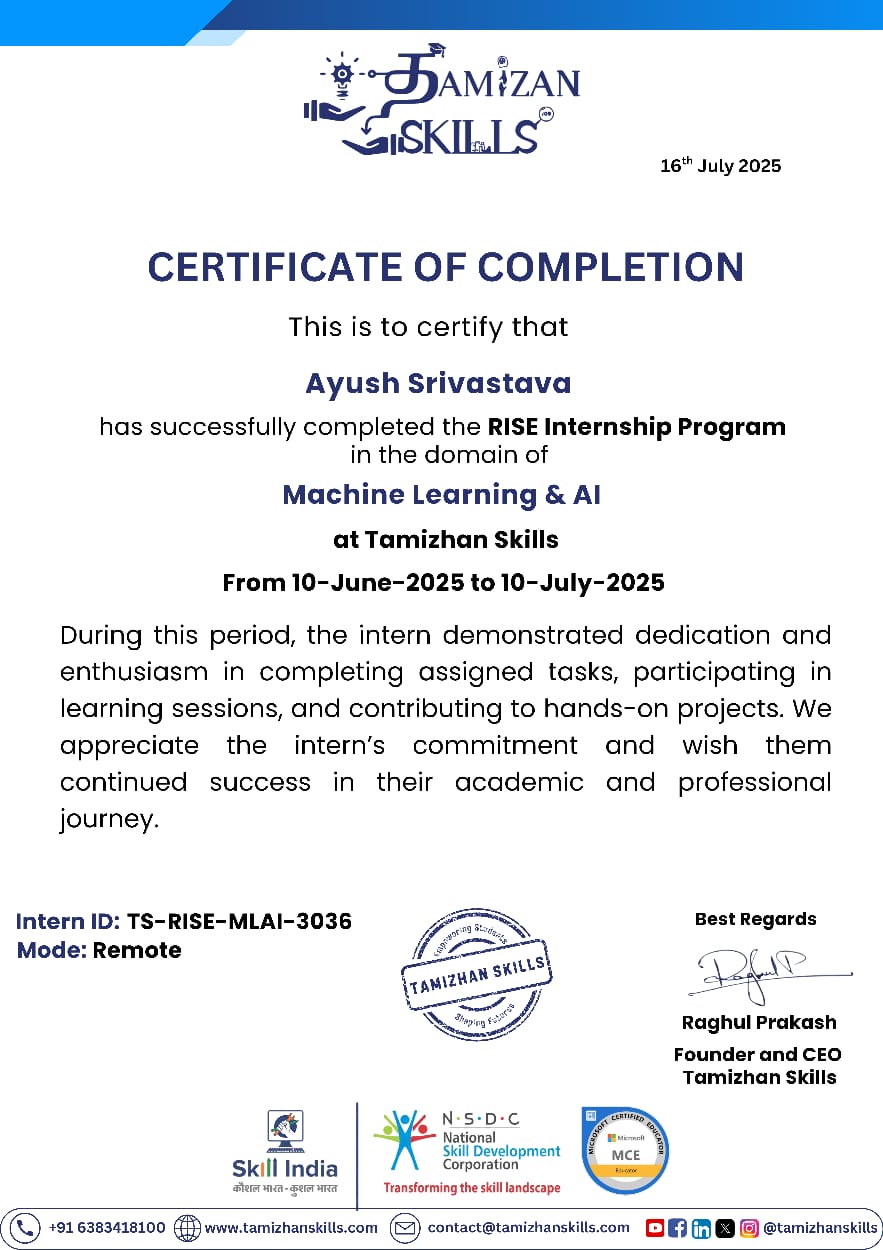 தAMIZAN
SKILLS
16th July 2025
CERTIFICATE OF COMPLETION
This is to certify that
Ayush Srivastava
has successfully completed the RISE Internship Program
in the domain of
Machine Learning & AI
at Tamizhan Skills
From 10-June-2025 to 10-July-2025
During this period, the intern demonstrated dedication and
enthusiasm in completing assigned tasks, participating in
learning sessions, and contributing to hands-on projects. We
appreciate the intern's commitment and wish them
continued success in their academic and professional
journey.
Intern ID: TS-RISE-MLAI-3036
Mode: Remote
Empowering Students
TAMIZHAN SKILLS
Shaping Futures
Best Regards
Raghul P
Raghul Prakash
Founder and CEO
Tamizhan Skills
Skill India
कौशल भारत-कुशल भारत
N·S·D·C
National
Skill Development
Corporation
Transforming the skill landscape
MICROSOFT CERTIFIED EDUCATOR
Microsoft
MCE
Educator
+91 6383418100 www.tamizhanskills.com contact@tamizhanskills.com @tamizhanskills